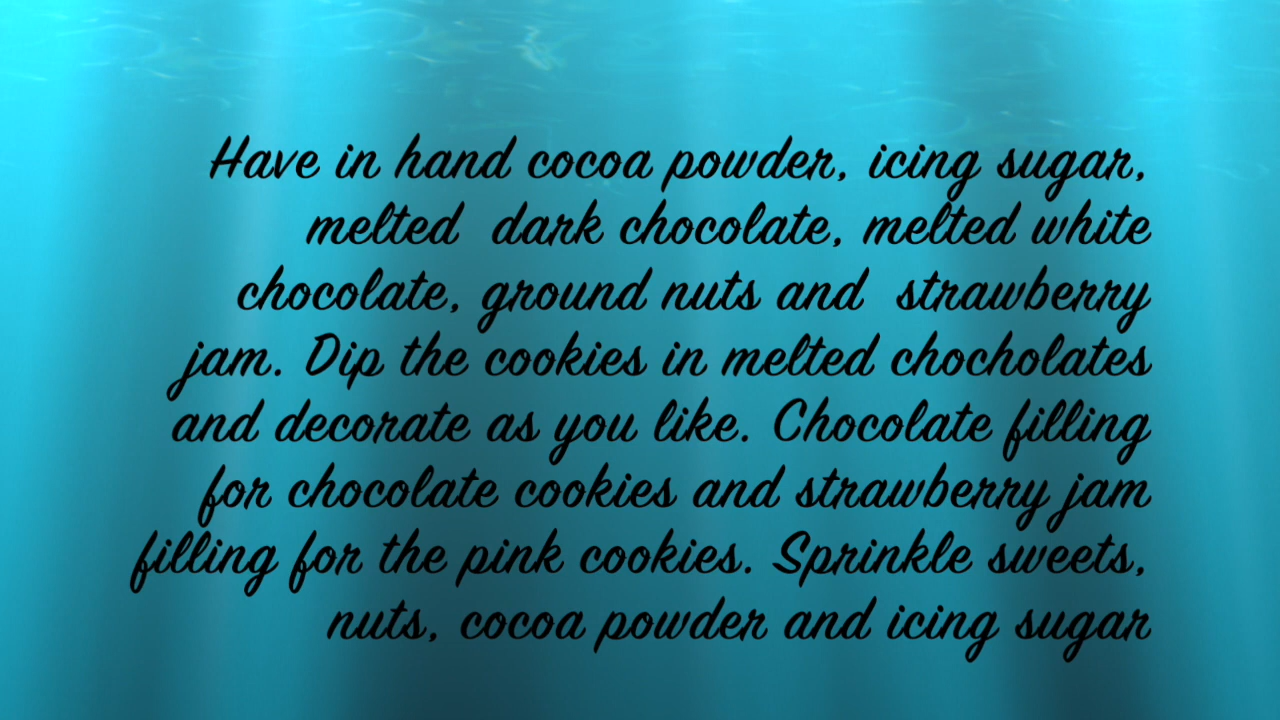 Have in hand cocoa powder, icing sugar,
melted  dark chocolate, melted white
chocolate, ground nuts and  strawberry
jam. Dip the cookies in melted chocholates
and decorate as you like. Chocolate filling
for chocolate cookies and strawberry jam
filling for the pink cookies. Sprinkle sweets,
nuts, cocoa powder and icing sugar